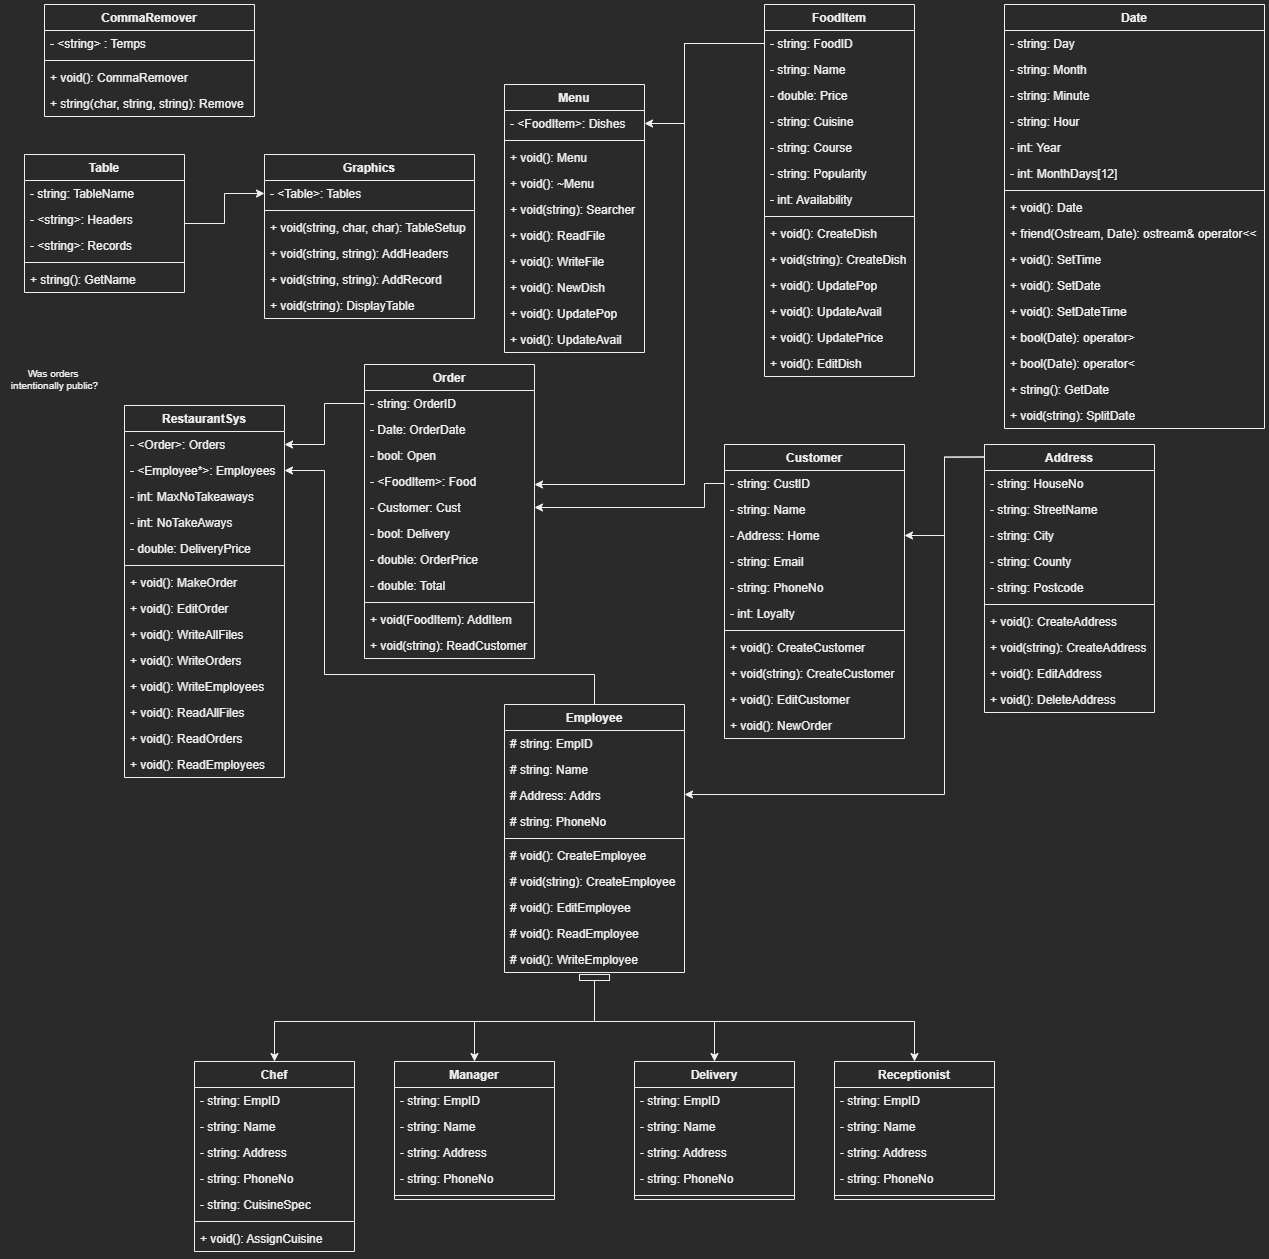 CommaRemover
- <string> : Temps
+ void(): CommaRemover
+ string(char, string, string): Remove
Table
- string: TableName
- <string>: Headers
- <string>: Records
+ string(): GetName
Graphics
- <Table>: Tables
+ void(string, char, char): TableSetup
+ void(string, string): AddHeaders
+ void(string, string): AddRecord
+ void(string): DisplayTable
Menu
- <FoodItem>: Dishes
+ void(): Menu
+ void(): ~Menu
+ void(string): Searcher
+ void(): ReadFile
+ void(): WriteFile
+ void(): NewDish
+ void(): UpdatePop
+ void(): UpdateAvail
FoodItem
- string: FoodID
- string: Name
- double: Price
- string: Cuisine
- string: Course
- string: Popularity
- int: Availability
+ void(): CreateDish
+ void(string): CreateDish
+ void(): UpdatePop
+ void(): UpdateAvail
+ void(): UpdatePrice
+ void(): EditDish
Date
- string: Day
- string: Month
- string: Minute
- string: Hour
- int: Year
- int: MonthDays[12]
+ void(): Date
+ friend(Ostream, Date): ostream& operator<<
+ void(): SetTime
+ void(): SetDate
+ void(): SetDateTime
+ bool(Date): operator>
+ bool(Date): operator<
+ string(): GetDate
+ void(string): SplitDate
Was orders
intentionally public?
RestaurantSys
- <Order>: Orders
- <Employee*>: Employees
- int: MaxNoTakeaways
- int: NoTakeAways
- double: DeliveryPrice
+ void(): MakeOrder
+ void(): EditOrder
+ void(): WriteAllFiles
+ void(): WriteOrders
+ void(): WriteEmployees
+ void(): ReadAllFiles
+ void(): ReadOrders
+ void(): ReadEmployees
Order
- string: OrderID
- Date: OrderDate
- bool: Open
- <FoodItem>: Food
- Customer: Cust
- bool: Delivery
- double: OrderPrice
- double: Total
+ void(FoodItem): AddItem
+ void(string): ReadCustomer
Customer
- string: CustID
- string: Name
- Address: Home
- string: Email
- string: PhoneNo
- int: Loyalty
+ void(): CreateCustomer
+ void(string): CreateCustomer
+ void(): EditCustomer
+ void(): NewOrder
Address
- string: HouseNo
- string: StreetName
- string: City
- string: County
- string: Postcode
+ void(): CreateAddress
+ void(string): CreateAddress
+ void(): EditAddress
+ void(): DeleteAddress
Employee
# string: EmpID
# string: Name
# Address: Addrs
# string: PhoneNo
# void(): CreateEmployee
# void(string): CreateEmployee
# void(): EditEmployee
# void(): ReadEmployee
# void(): WriteEmployee
Chef
- string: EmpID
- string: Name
- string: Address
- string: PhoneNo
- string: CuisineSpec
+ void(): AssignCuisine
Manager
- string: EmpID
- string: Name
- string: Address
- string: PhoneNo
Delivery
- string: EmpID
- string: Name
- string: Address
- string: PhoneNo
Receptionist
- string: EmpID
- string: Name
- string: Address
- string: PhoneNo